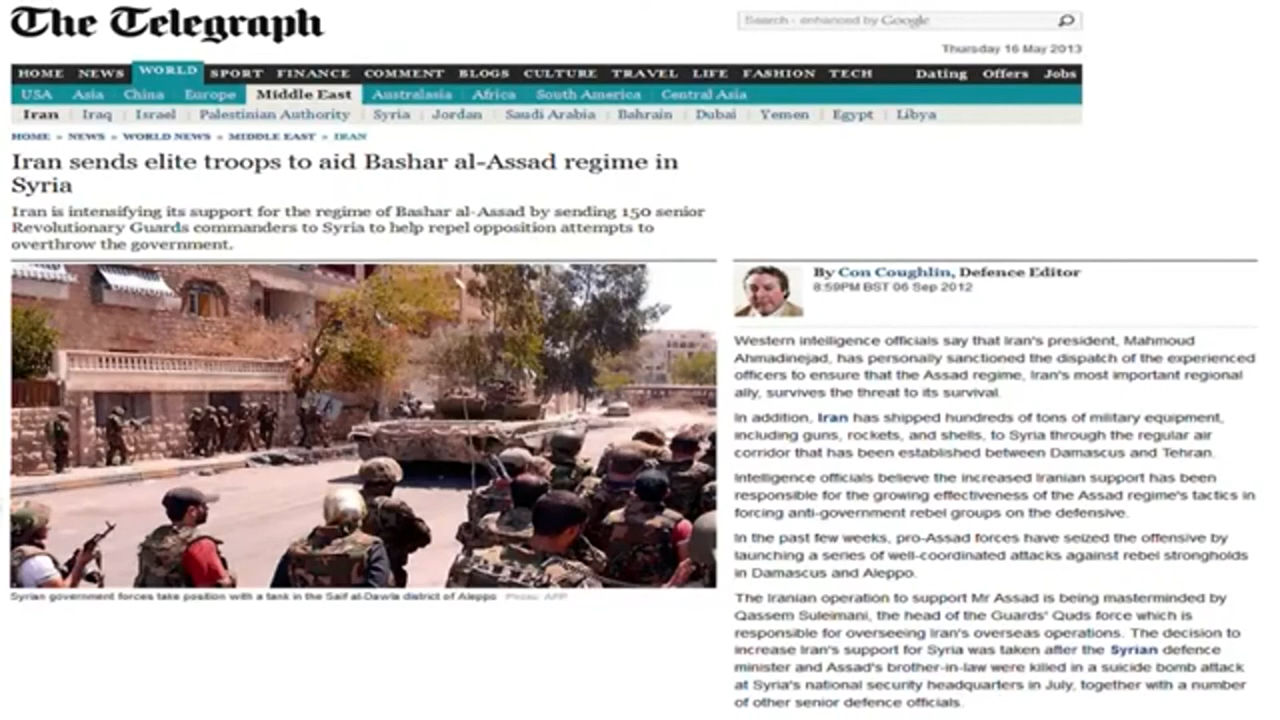 The Telegraph
Search - enhanced by Google
Thursday 16 May 2013
HOME NEWS WORLD SPORT FINANCE COMMENT BLOGS CULTURE TRAVEL LIFE FASHION TECH Dating Offers Jobs
USA Asia China Europe Middle East Australasia Africa South America Central Asia
Iran Iraq Israel Palestinian Authority Syria Jordan Saudi Arabia Bahrain Dubai Yemen Egypt Libya
HOME » NEWS » WORLD NEWS » MIDDLE EAST » IRAN
Iran sends elite troops to aid Bashar al-Assad regime in
Syria
Iran is intensifying its support for the regime of Bashar al-Assad by sending 150 senior
Revolutionary Guards commanders to Syria to help repel opposition attempts to
overthrow the government.
Syrian government forces take position with a tank in the Saif al-Dawla district of Aleppo Photo: AFP
By Con Coughlin, Defence Editor
8:59PM BST 06 Sep 2012
Western intelligence officials say that Iran's president, Mahmoud
Ahmadinejad, has personally sanctioned the dispatch of the experienced
officers to ensure that the Assad regime, Iran's most important regional
ally, survives the threat to its survival.
In addition, Iran has shipped hundreds of tons of military equipment,
including guns, rockets, and shells, to Syria through the regular air
corridor that has been established between Damascus and Tehran.
Intelligence officials believe the increased Iranian support has been
responsible for the growing effectiveness of the Assad regime's tactics in
forcing anti-government rebel groups on the defensive.
In the past few weeks, pro-Assad forces have seized the offensive by
launching a series of well-coordinated attacks against rebel strongholds
in Damascus and Aleppo.
The Iranian operation to support Mr Assad is being masterminded by
Qassem Suleimani, the head of the Guards' Quds force which is
responsible for overseeing Iran's overseas operations. The decision to
increase Iran's support for Syria was taken after the Syrian defence
minister and Assad's brother-in-law were killed in a suicide bomb attack
at Syria's national security headquarters in July, together with a number
of other senior defence officials.